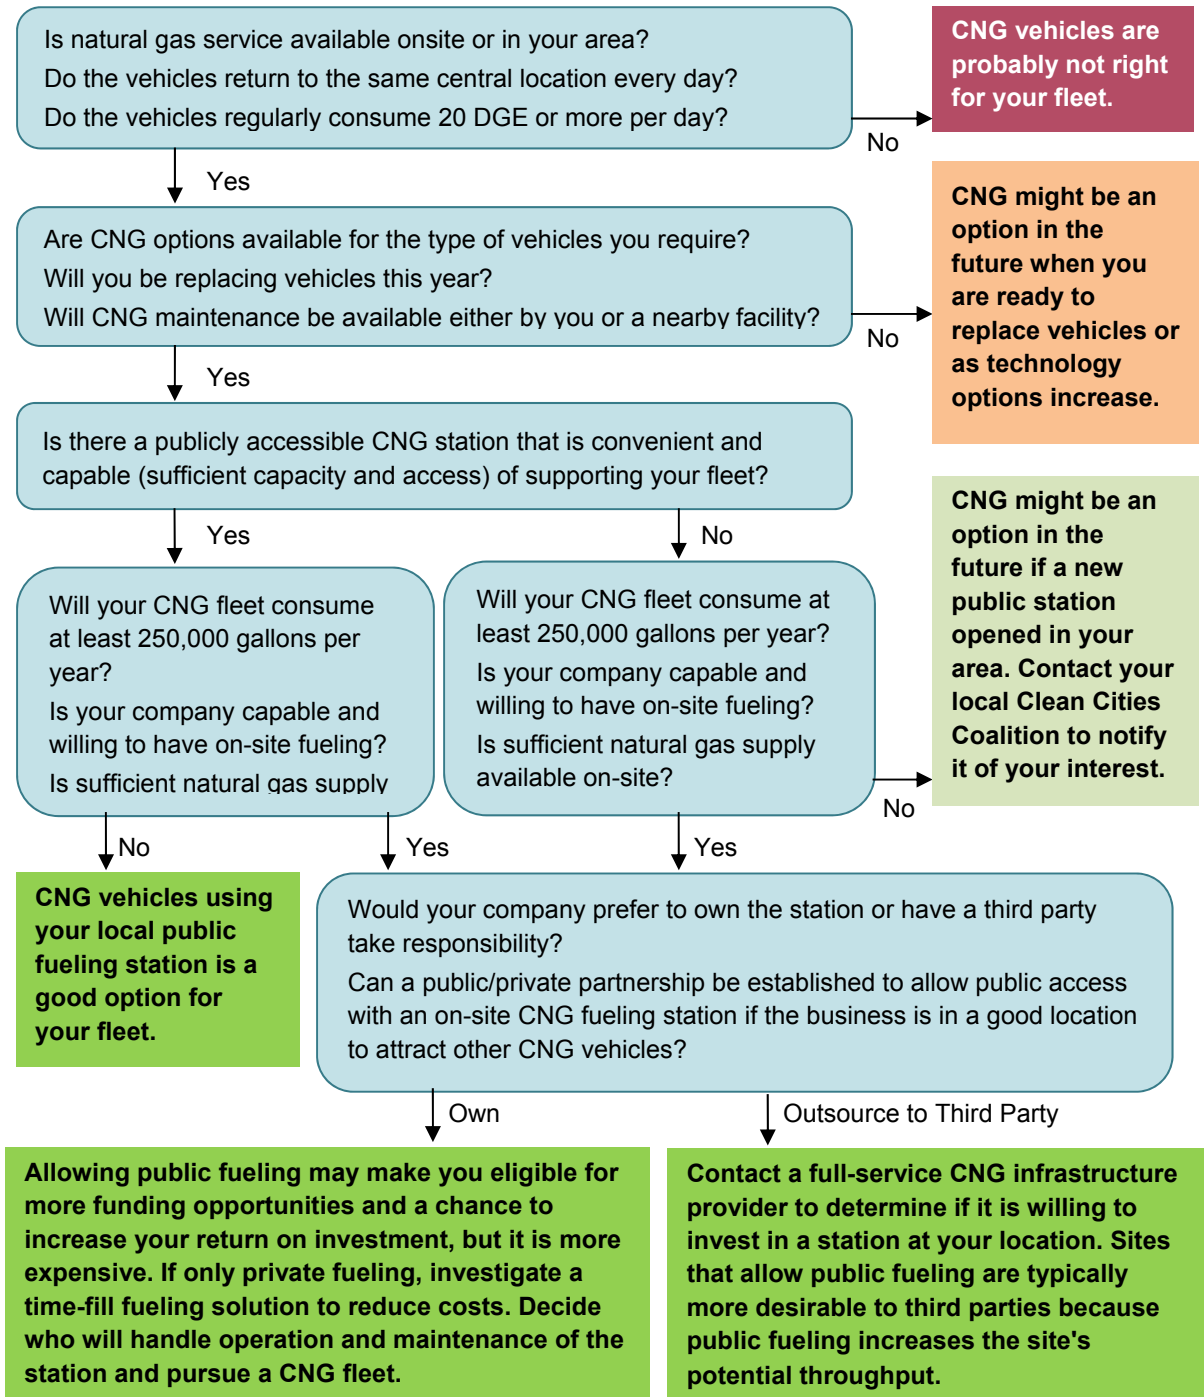 Is natural gas service available onsite or in your area?
Do the vehicles return to the same central location every day?
Do the vehicles regularly consume 20 DGE or more per day?
No
CNG vehicles are
probably not right
for your fleet.
Yes
Are CNG options available for the type of vehicles you require?
Will you be replacing vehicles this year?
Will CNG maintenance be available either by you or a nearby facility?
No
CNG might be an
option in the
future when you
are ready to
replace vehicles or
as technology
options increase.
Yes
Is there a publicly accessible CNG station that is convenient and
capable (sufficient capacity and access) of supporting your fleet?
Yes
No
Will your CNG fleet consume
at least 250,000 gallons per
year?
Is your company capable and
willing to have on-site fueling?
Is sufficient natural gas supply
Will your CNG fleet consume at
least 250,000 gallons per year?
Is your company capable and
willing to have on-site fueling?
Is sufficient natural gas supply
available on-site?
No
CNG might be an
option in the
future if a new
public station
opened in your
area. Contact your
local Clean Cities
Coalition to notify
it of your interest.
No
Yes
Yes
CNG vehicles using
your local public
fueling station is a
good option for
your fleet.
Would your company prefer to own the station or have a third party
take responsibility?
Can a public/private partnership be established to allow public access
with an on-site CNG fueling station if the business is in a good location
to attract other CNG vehicles?
Own
Outsource to Third Party
Allowing public fueling may make you eligible for
more funding opportunities and a chance to
increase your return on investment, but it is more
expensive. If only private fueling, investigate a
time-fill fueling solution to reduce costs. Decide
who will handle operation and maintenance of the
station and pursue a CNG fleet.
Contact a full-service CNG infrastructure
provider to determine if it is willing to
invest in a station at your location. Sites
that allow public fueling are typically
more desirable to third parties because
public fueling increases the site's
potential throughput.